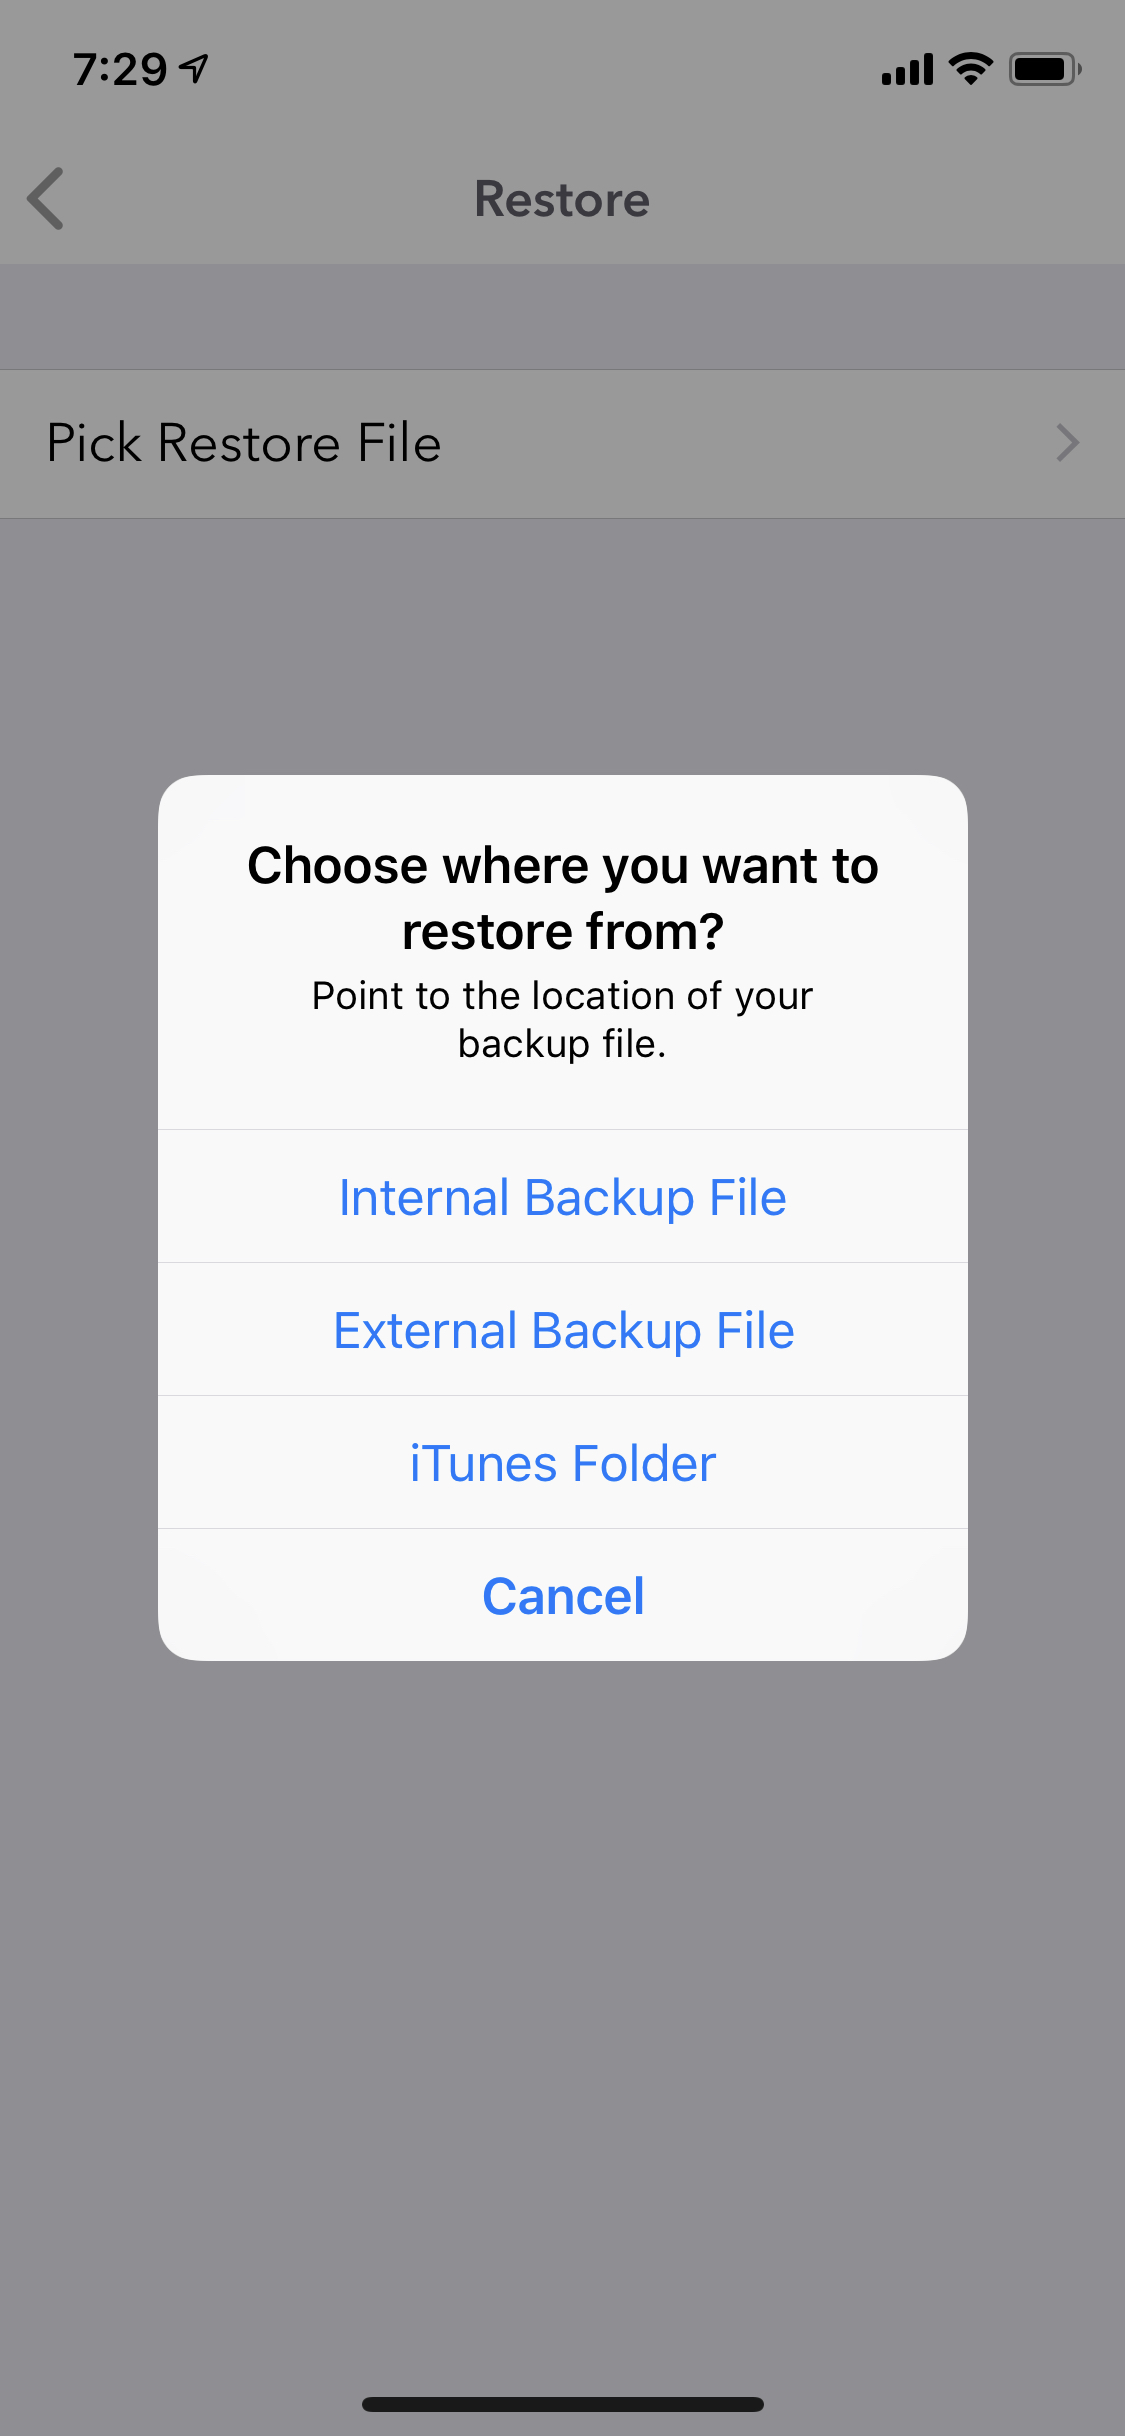 7:29
Restore
Pick Restore File
Choose where you want to
restore from?
Point to the location of your
backup file.
Internal Backup File
External Backup File
iTunes Folder
Cancel